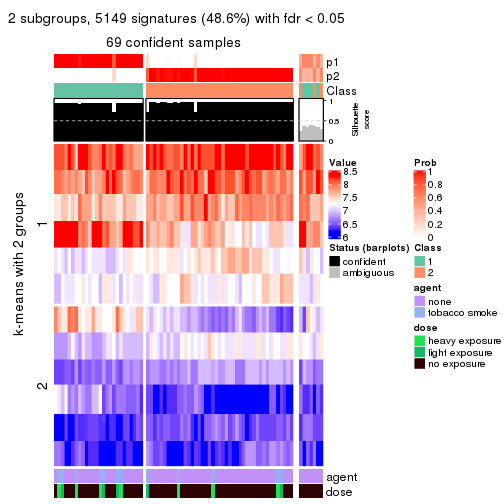 2 subgroups, 5149 signatures (48.6%) with fdr < 0.05
69 confident samples
p1
p2
Class
1
0.5
0
Silhouette
score
k-means with 2 groups
1
2
agent
dose
Value
8.5
8
7.5
7
6.5
6
Prob
1
0.8
0.6
0.4
0.2
0
Status (barplots)
confident
ambiguous
Class
1
2
agent
none
tobacco smoke
dose
heavy exposure
light exposure
no exposure